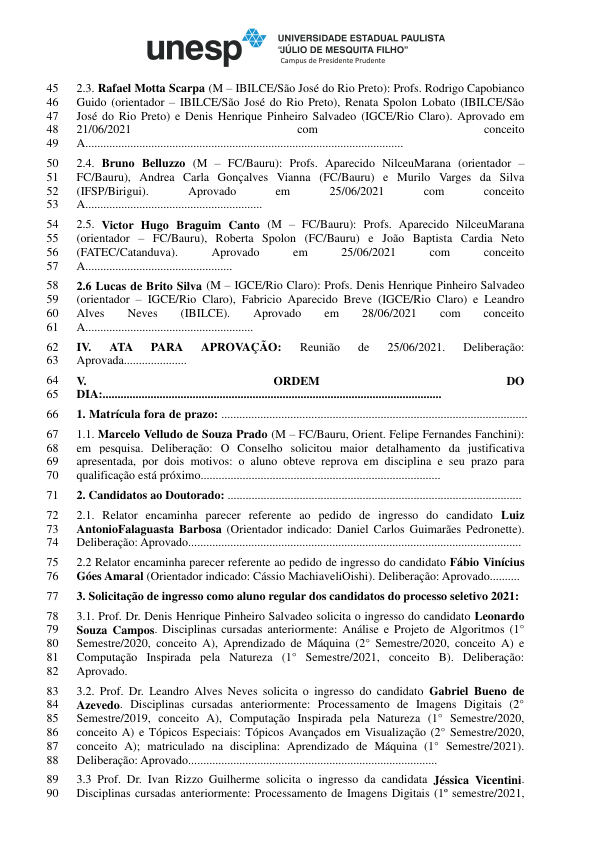 unesp
UNIVERSIDADE ESTADUAL PAULISTA
"JÚLIO DE MESQUITA FILHO"
Campus de Presidente Prudente
45 2.3. Rafael Motta Scarpa (M – IBILCE/São José do Rio Preto): Profs. Rodrigo Capobianco
46 Guido (orientador – IBILCE/São José do Rio Preto), Renata Spolon Lobato (IBILCE/São
47 José do Rio Preto) e Denis Henrique Pinheiro Salvadeo (IGCE/Rio Claro). Aprovado em
48 21/06/2021 com conceito
49 A..........................................................................................................
50 2.4. Bruno Belluzzo (M – FC/Bauru): Profs. Aparecido NilceuMarana (orientador –
51 FC/Bauru), Andrea Carla Gonçalves Vianna (FC/Bauru) e Murilo Varges da Silva
52 (IFSP/Birigui). Aprovado em 25/06/2021 com conceito
53 A...........................................................
54 2.5. Victor Hugo Braguim Canto (M – FC/Bauru): Profs. Aparecido NilceuMarana
55 (orientador – FC/Bauru), Roberta Spolon (FC/Bauru) e João Baptista Cardia Neto
56 (FATEC/Catanduva). Aprovado em 25/06/2021 com conceito
57 A.................................................
58 2.6 Lucas de Brito Silva (M – IGCE/Rio Claro): Profs. Denis Henrique Pinheiro Salvadeo
59 (orientador – IGCE/Rio Claro), Fabricio Aparecido Breve (IGCE/Rio Claro) e Leandro
60 Alves Neves (IBILCE). Aprovado em 28/06/2021 com conceito
61 A........................................................
62 IV. ATA PARA APROVAÇÃO: Reunião de 25/06/2021. Deliberação:
63 Aprovada.....................
64 V. ORDEM DO
65 DIA:.................................................................................................................
66 1. Matrícula fora de prazo: ......................................................................................................
67 1.1. Marcelo Velludo de Souza Prado (M – FC/Bauru, Orient. Felipe Fernandes Fanchini):
68 em pesquisa. Deliberação: O Conselho solicitou maior detalhamento da justificativa
69 apresentada, por dois motivos: o aluno obteve reprova em disciplina e seu prazo para
70 qualificação está próximo................................................................................
71 2. Candidatos ao Doutorado: ..................................................................................................
72 2.1. Relator encaminha parecer referente ao pedido de ingresso do candidato Luiz
73 AntonioFalaguasta Barbosa (Orientador indicado: Daniel Carlos Guimarães Pedronette).
74 Deliberação: Aprovado...............................................................................................................
75 2.2 Relator encaminha parecer referente ao pedido de ingresso do candidato Fábio Vinícius
76 Góes Amaral (Orientador indicado: Cássio MachiaveliOishi). Deliberação: Aprovado..........
77 3. Solicitação de ingresso como aluno regular dos candidatos do processo seletivo 2021:
78 3.1. Prof. Dr. Denis Henrique Pinheiro Salvadeo solicita o ingresso do candidato Leonardo
79 Souza Campos. Disciplinas cursadas anteriormente: Análise e Projeto de Algoritmos (1°
80 Semestre/2020, conceito A), Aprendizado de Máquina (2° Semestre/2020, conceito A) e
81 Computação Inspirada pela Natureza (1° Semestre/2021, conceito B). Deliberação:
82 Aprovado.
83 3.2. Prof. Dr. Leandro Alves Neves solicita o ingresso do candidato Gabriel Bueno de
84 Azevedo. Disciplinas cursadas anteriormente: Processamento de Imagens Digitais (2°
85 Semestre/2019, conceito A), Computação Inspirada pela Natureza (1° Semestre/2020,
86 conceito A) e Tópicos Especiais: Tópicos Avançados em Visualização (2° Semestre/2020,
87 conceito A); matriculado na disciplina: Aprendizado de Máquina (1° Semestre/2021).
88 Deliberação: Aprovado...................................................................................
89 3.3 Prof. Dr. Ivan Rizzo Guilherme solicita o ingresso da candidata Jéssica Vicentini.
90 Disciplinas cursadas anteriormente: Processamento de Imagens Digitais (1º semestre/2021,